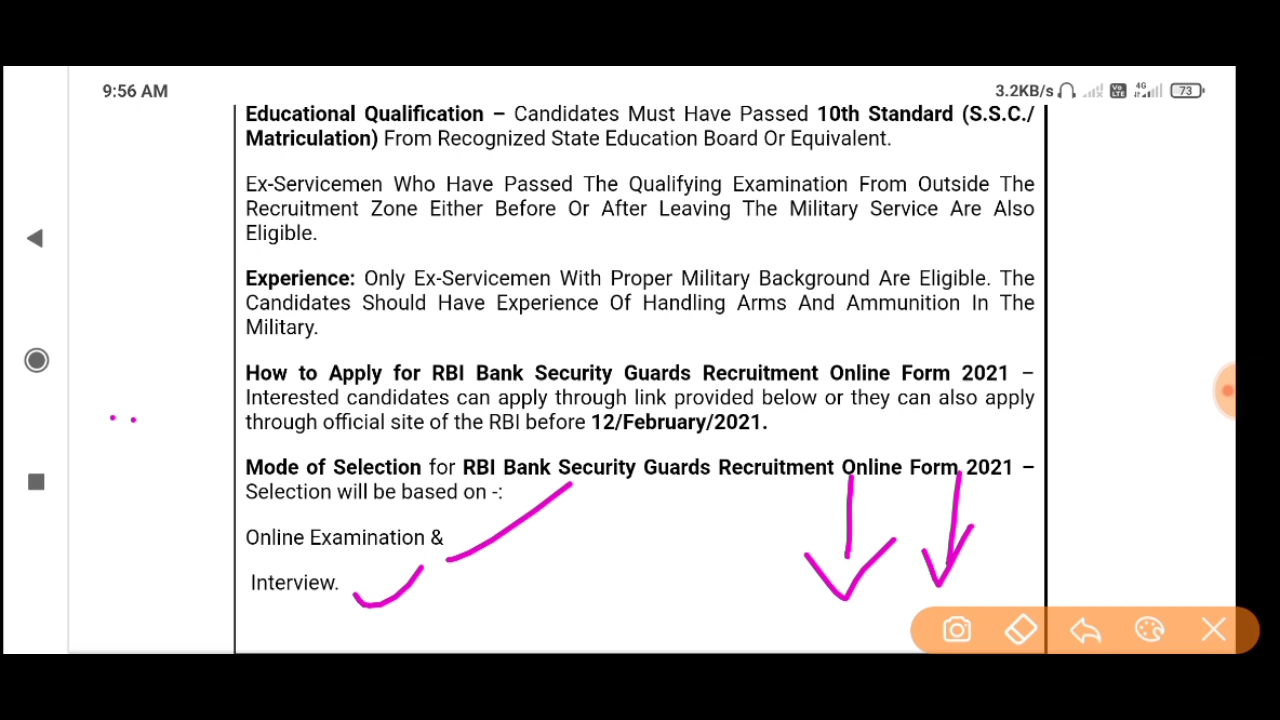 9:56 AM
3.2KB/s Vo LTE 4G 73
Educational Qualification – Candidates Must Have Passed 10th Standard (S.S.C./
Matriculation) From Recognized State Education Board Or Equivalent.
Ex-Servicemen Who Have Passed The Qualifying Examination From Outside The
Recruitment Zone Either Before Or After Leaving The Military Service Are Also
Eligible.
Experience: Only Ex-Servicemen With Proper Military Background Are Eligible. The
Candidates Should Have Experience Of Handling Arms And Ammunition In The
Military.
How to Apply for RBI Bank Security Guards Recruitment Online Form 2021 –
Interested candidates can apply through link provided below or they can also apply
through official site of the RBI before 12/February/2021.
Mode of Selection for RBI Bank Security Guards Recruitment Online Form 2021 –
Selection will be based on -:
Online Examination &
Interview.